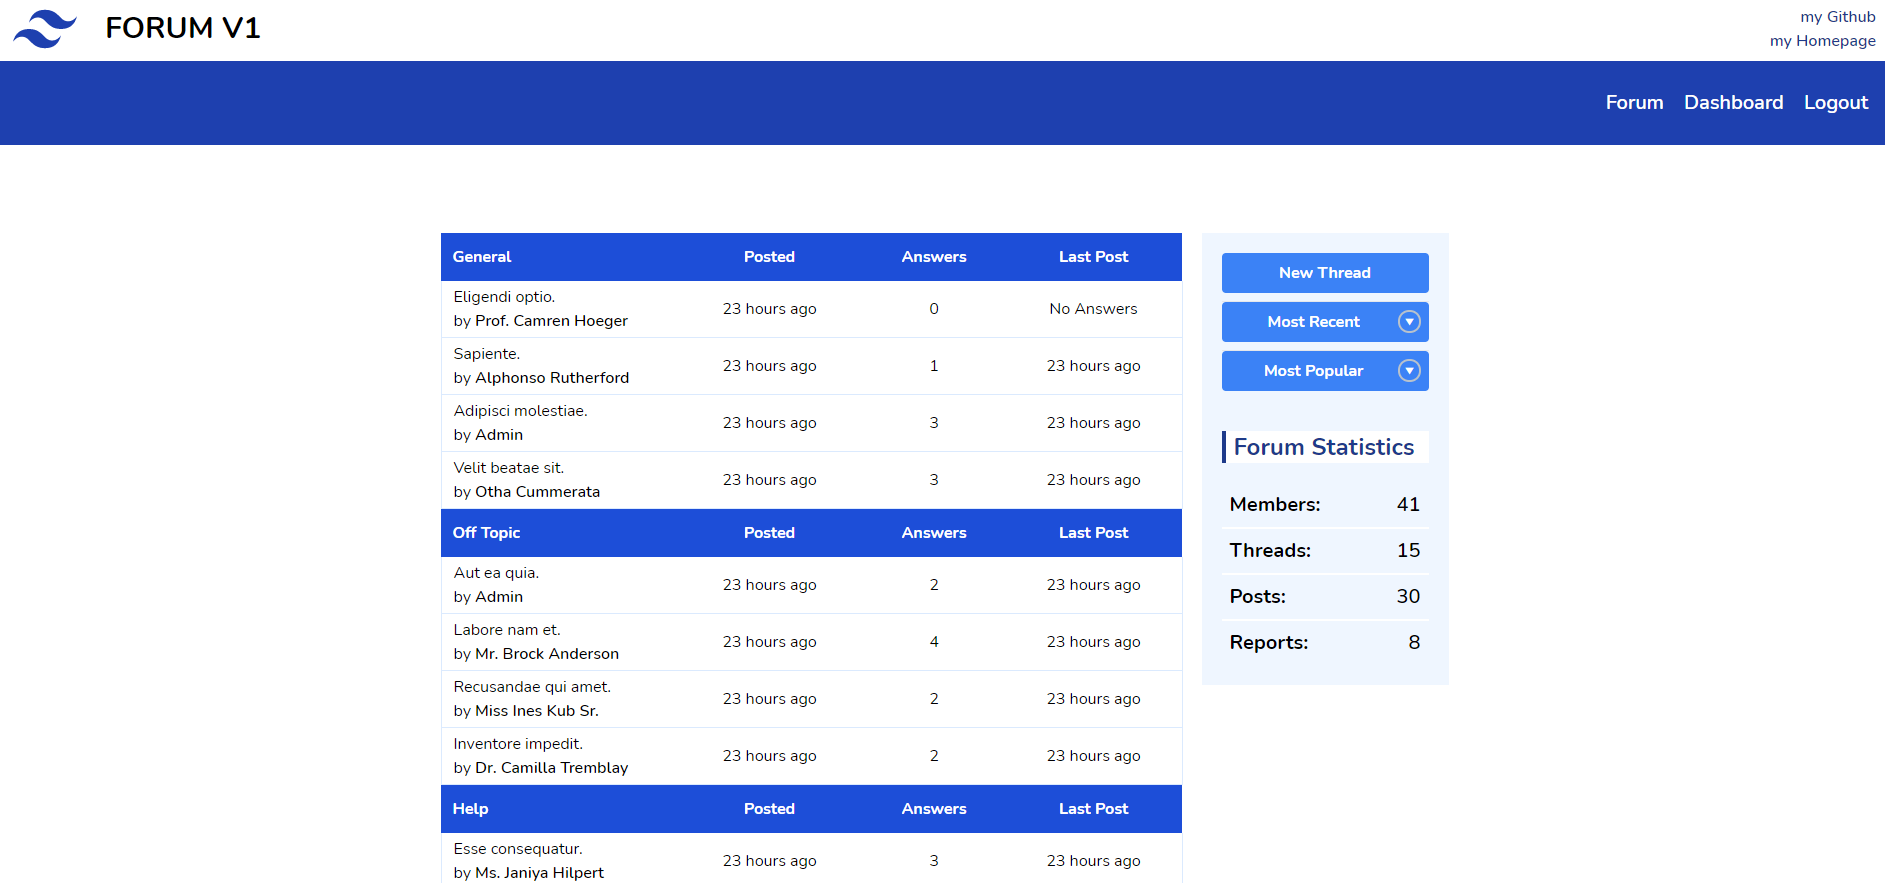 FORUM V1
my Github
my Homepage
Forum Dashboard Logout
General Posted Answers Last Post
Eligendi optio.
by Prof. Camren Hoeger
23 hours ago 0 No Answers
Sapiente.
by Alphonso Rutherford
23 hours ago 1 23 hours ago
Adipisci molestiae.
by Admin
23 hours ago 3 23 hours ago
Velit beatae sit.
by Otha Cummerata
23 hours ago 3 23 hours ago
Off Topic Posted Answers Last Post
Aut ea quia.
by Admin
23 hours ago 2 23 hours ago
Labore nam et.
by Mr. Brock Anderson
23 hours ago 4 23 hours ago
Recusandae qui amet.
by Miss Ines Kub Sr.
23 hours ago 2 23 hours ago
Inventore impedit.
by Dr. Camilla Tremblay
23 hours ago 2 23 hours ago
Help Posted Answers Last Post
Esse consequatur.
by Ms. Janiya Hilpert
23 hours ago 3 23 hours ago
New Thread
Most Recent
Most Popular
Forum Statistics
Members: 41
Threads: 15
Posts: 30
Reports: 8